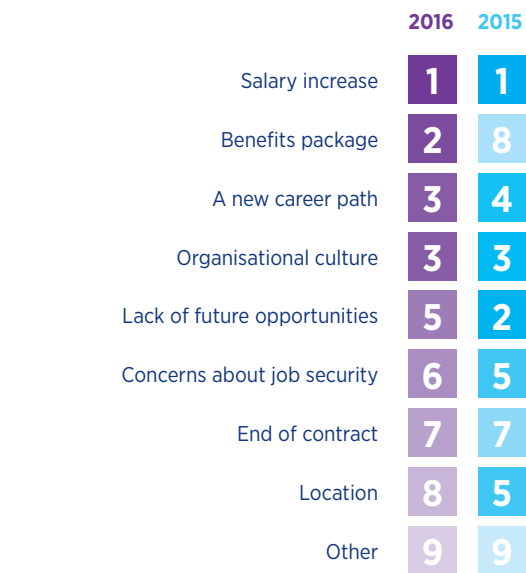 2016 2015
Salary increase 1 1
Benefits package 2 8
A new career path 3 4
Organisational culture 3 3
Lack of future opportunities 5 2
Concerns about job security 6 5
End of contract 7 7
Location 8 5
Other 9 9